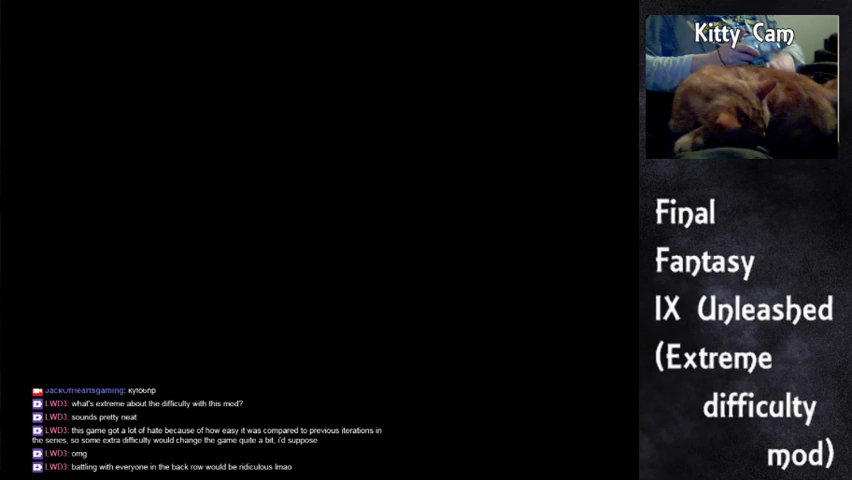 Kitty Cam
Final
Fantasy
IX Unleashed
(Extreme
difficulty
mod)
JackOfHeartsgaming:
LWD3: what's extreme about the difficulty with this mod?
LWD3: sounds pretty neat
LWD3: this game got a lot of hate because of how easy it was compared to previous iterations in
the series, so some extra difficulty would change the game quite a bit, i'd suppose
LWD3: omg
LWD3: battling with everyone in the back row would be ridiculous lmao